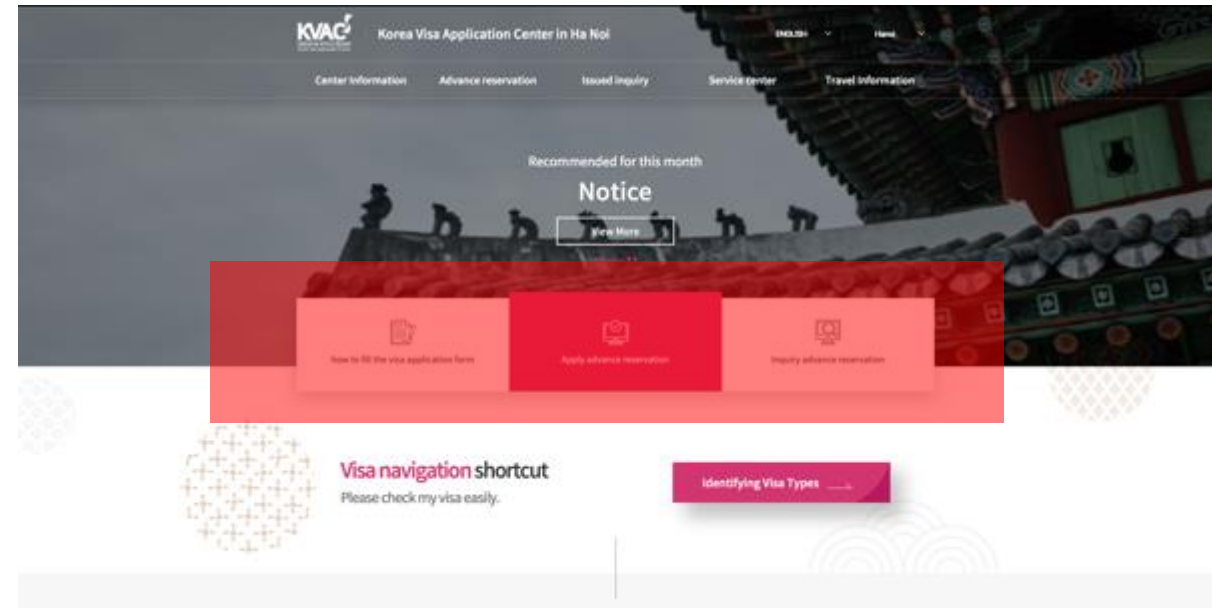 KVAC
Korea Visa Application Center in Ha Noi
ENGLISH
Hanoi
Center Information
Advance reservation
Issued inquiry
Service center
Travel Information
Recommended for this month
Notice
View More
How to fill the visa application form
Apply advance reservation
Inquiry advance reservation
Visa navigation shortcut
Please check my visa easily.
Identifying Visa Types